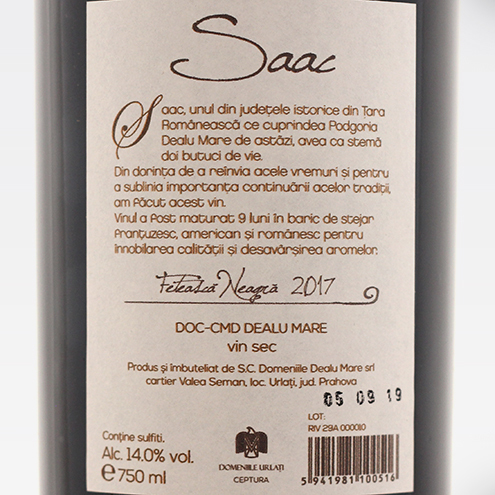 Saac
Saac, unul din județele istorice din Țara
Românească ce cuprindea Podgoria
Dealu Mare de astăzi, avea ca stemă
doi butuci de vie.
Din dorința de a reînvia acele vremuri și pentru
a sublinia importanța continuării acelor tradiții,
am făcut acest vin.
Vinul a fost maturat 9 luni în baric de stejar
franțuzesc, american și românesc pentru
înnobilarea calității și desavârșirea aromelor.
Fetească Neagră 2017
DOC-CMD DEALU MARE
vin sec
Produs și îmbuteliat de S.C. Domeniile Dealu Mare srl
cartier Valea Seman, loc. Urlați, jud. Prahova
05 09 19
LOT:
RIV 29A 000010
Conține sulfiți.
Alc. 14.0% vol.
e 750 ml
DOMENIILE URLAȚI
CEPTURA
5 941981 100516